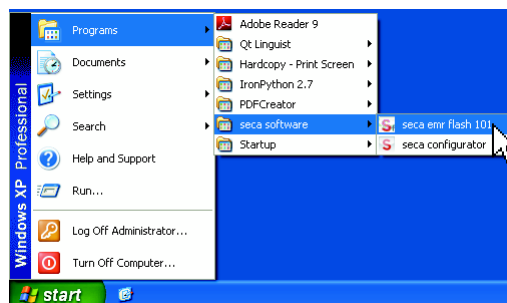 Programs
Documents
Settings
Search
Help and Support
Run...
Log Off Administrator...
Turn Off Computer...
Windows XP Professional
start
Adobe Reader 9
Qt Linguist
Hardcopy - Print Screen
IronPython 2.7
PDFCreator
seca software
Startup
seca emr flash 101
seca configurator